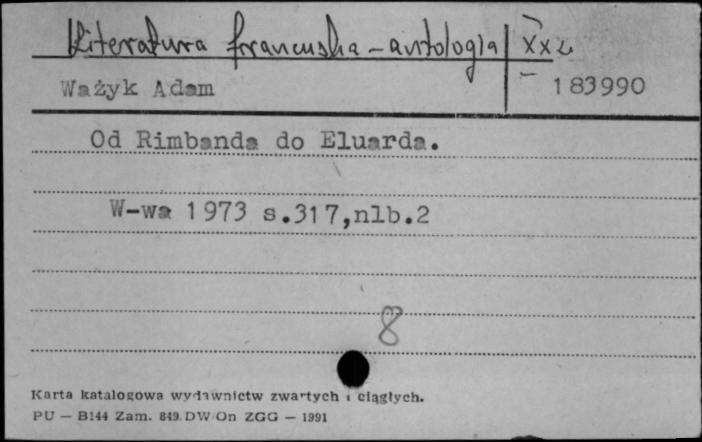 Literatura francuska - antologia XX w.
Ważyk Adam 183990
Od Rimbanda do Eluarda.
W-wa 1973 s.317,nlb.2
8
Karta katalogowa wydawnictw zwartych i ciągłych.
PU — B144 Zam. 849. DW/On ZGG — 1991